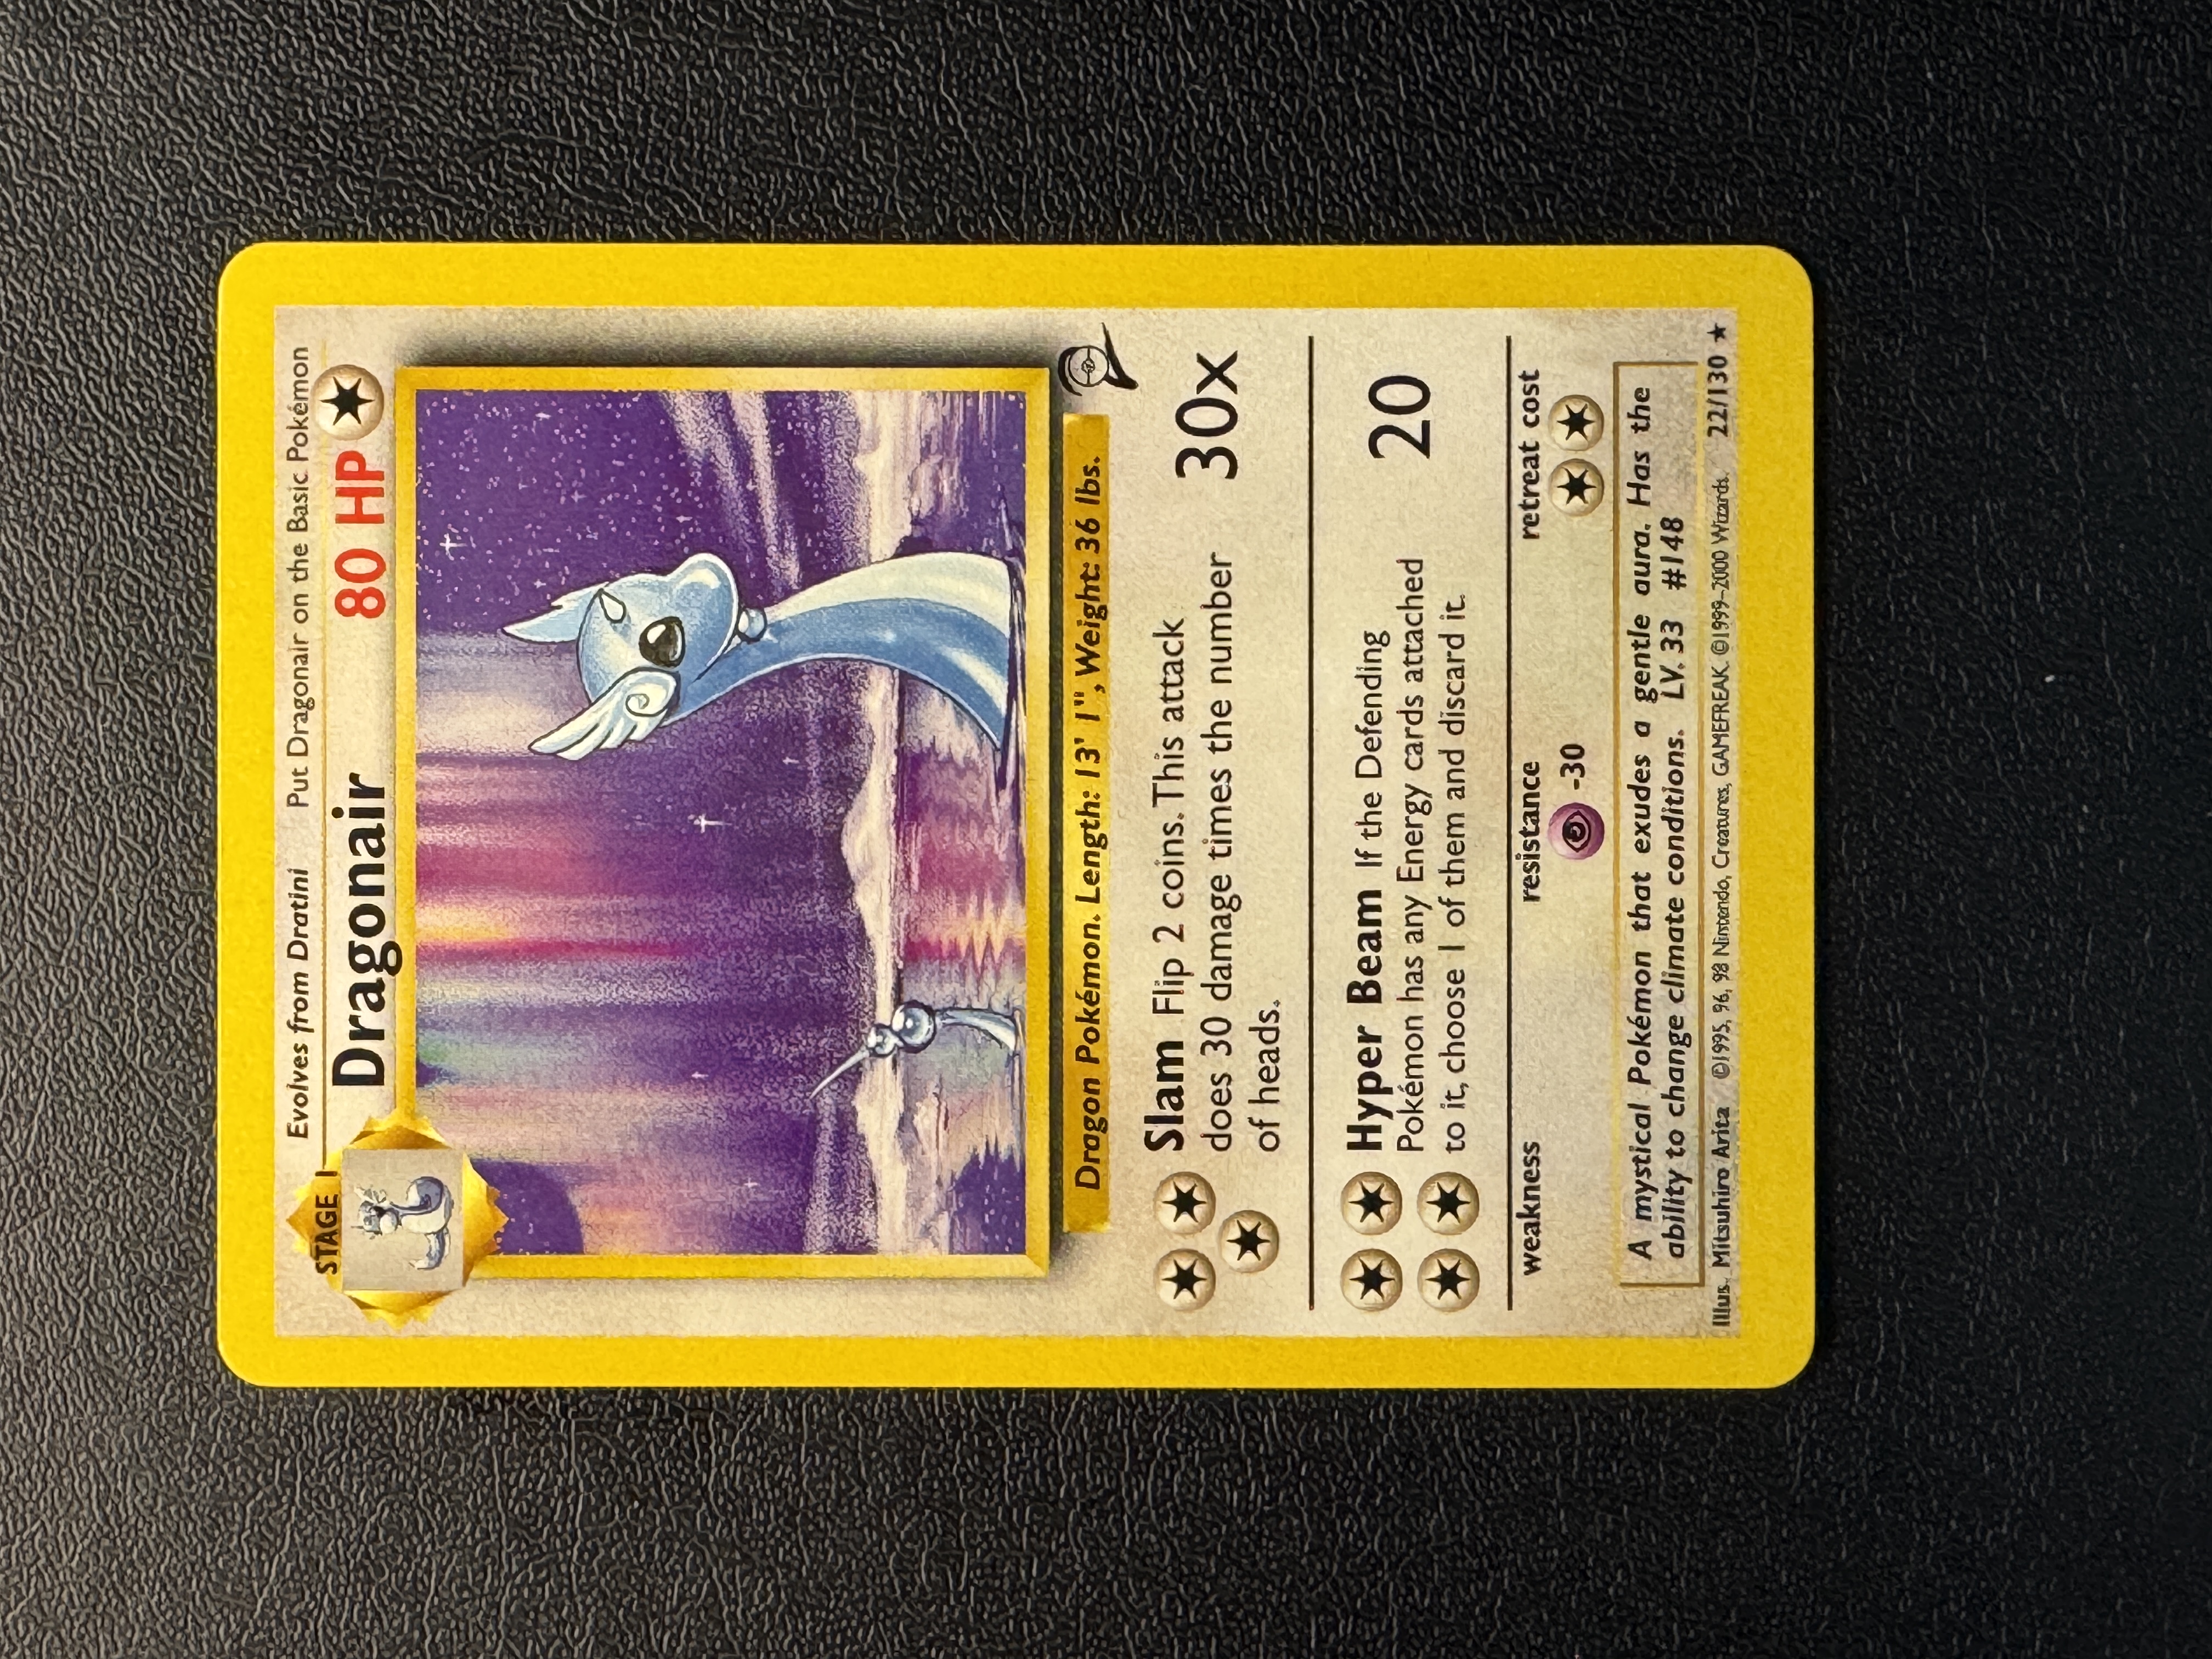 Evolves from Dratini Put Dragonair on the Basic Pokémon
STAGE 1
Dragonair 80 HP
Dragon Pokémon. Length: 13' 1", Weight: 36 lbs.
Slam Flip 2 coins. This attack
does 30 damage times the number
of heads.
30x
Hyper Beam If the Defending
Pokémon has any Energy cards attached
to it, choose 1 of them and discard it.
20
weakness resistance retreat cost
-30
A mystical Pokémon that exudes a gentle aura. Has the
ability to change climate conditions. LV. 33 #148
Illus. Mitsuhiro Arita ©1995, 96, 98 Nintendo, Creatures, GAMEFREAK. ©1999-2000 Wizards. 22/130 ★